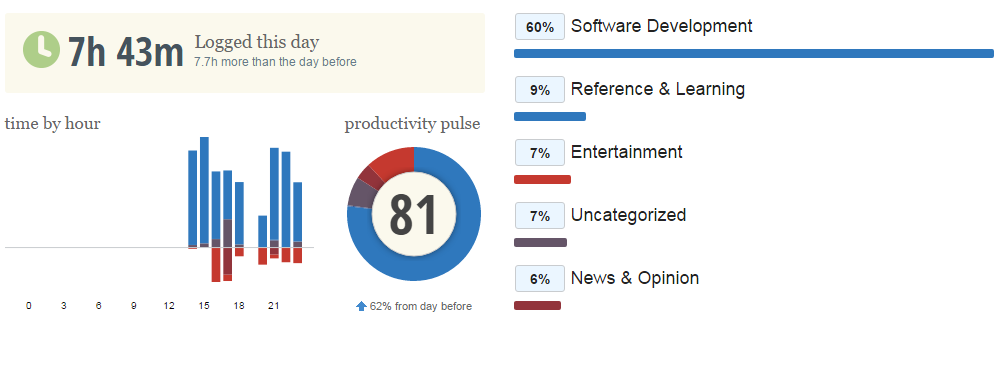 7h 43m
Logged this day
7.7h more than the day before
time by hour
0 3 6 9 12 15 18 21
productivity pulse
81
62% from day before
60% Software Development
9% Reference & Learning
7% Entertainment
7% Uncategorized
6% News & Opinion